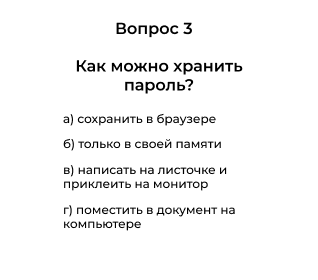 Вопрос 3
Как можно хранить
пароль?
а) сохранить в браузере
б) только в своей памяти
в) написать на листочке и
приклеить на монитор
г) поместить в документ на
компьютере